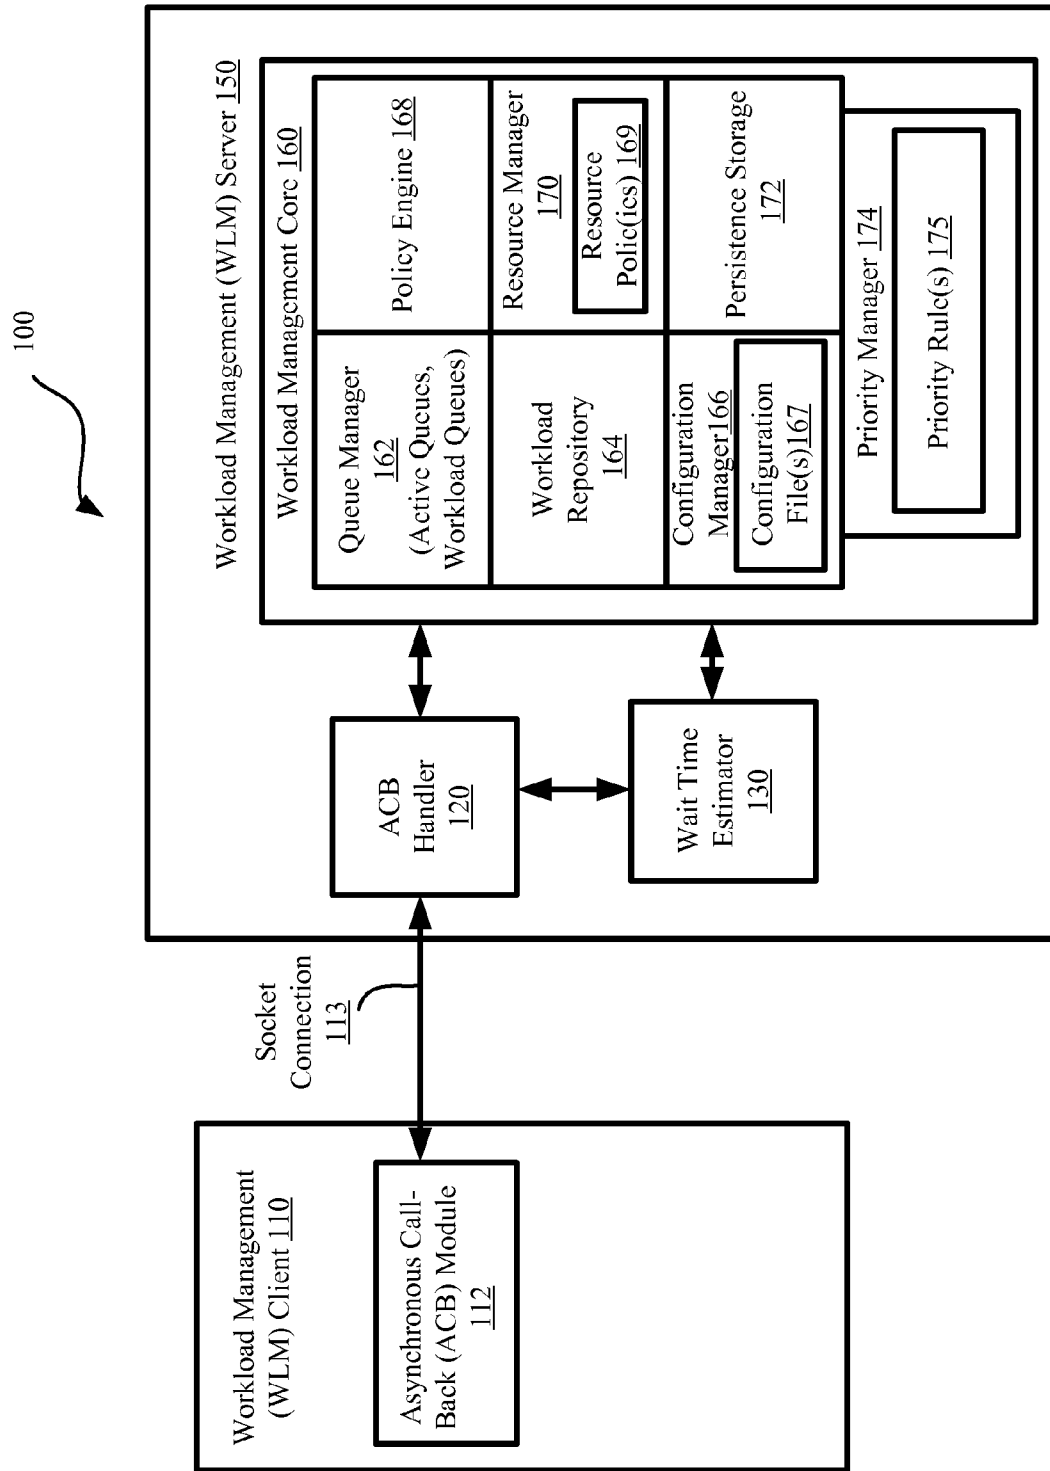 100
Workload Management
(WLM) Client 110
Asynchronous Call-
Back (ACB) Module
112
Socket
Connection
113
Workload Management (WLM) Server 150
ACB
Handler
120
Wait Time
Estimator
130
Workload Management Core 160
Queue Manager
162
(Active Queues,
Workload Queues)
Policy Engine 168
Workload
Repository
164
Resource Manager
170
Resource
Polic(ies) 169
Configuration
Manager166
Configuration
File(s)167
Persistence Storage
172
Priority Manager 174
Priority Rule(s) 175